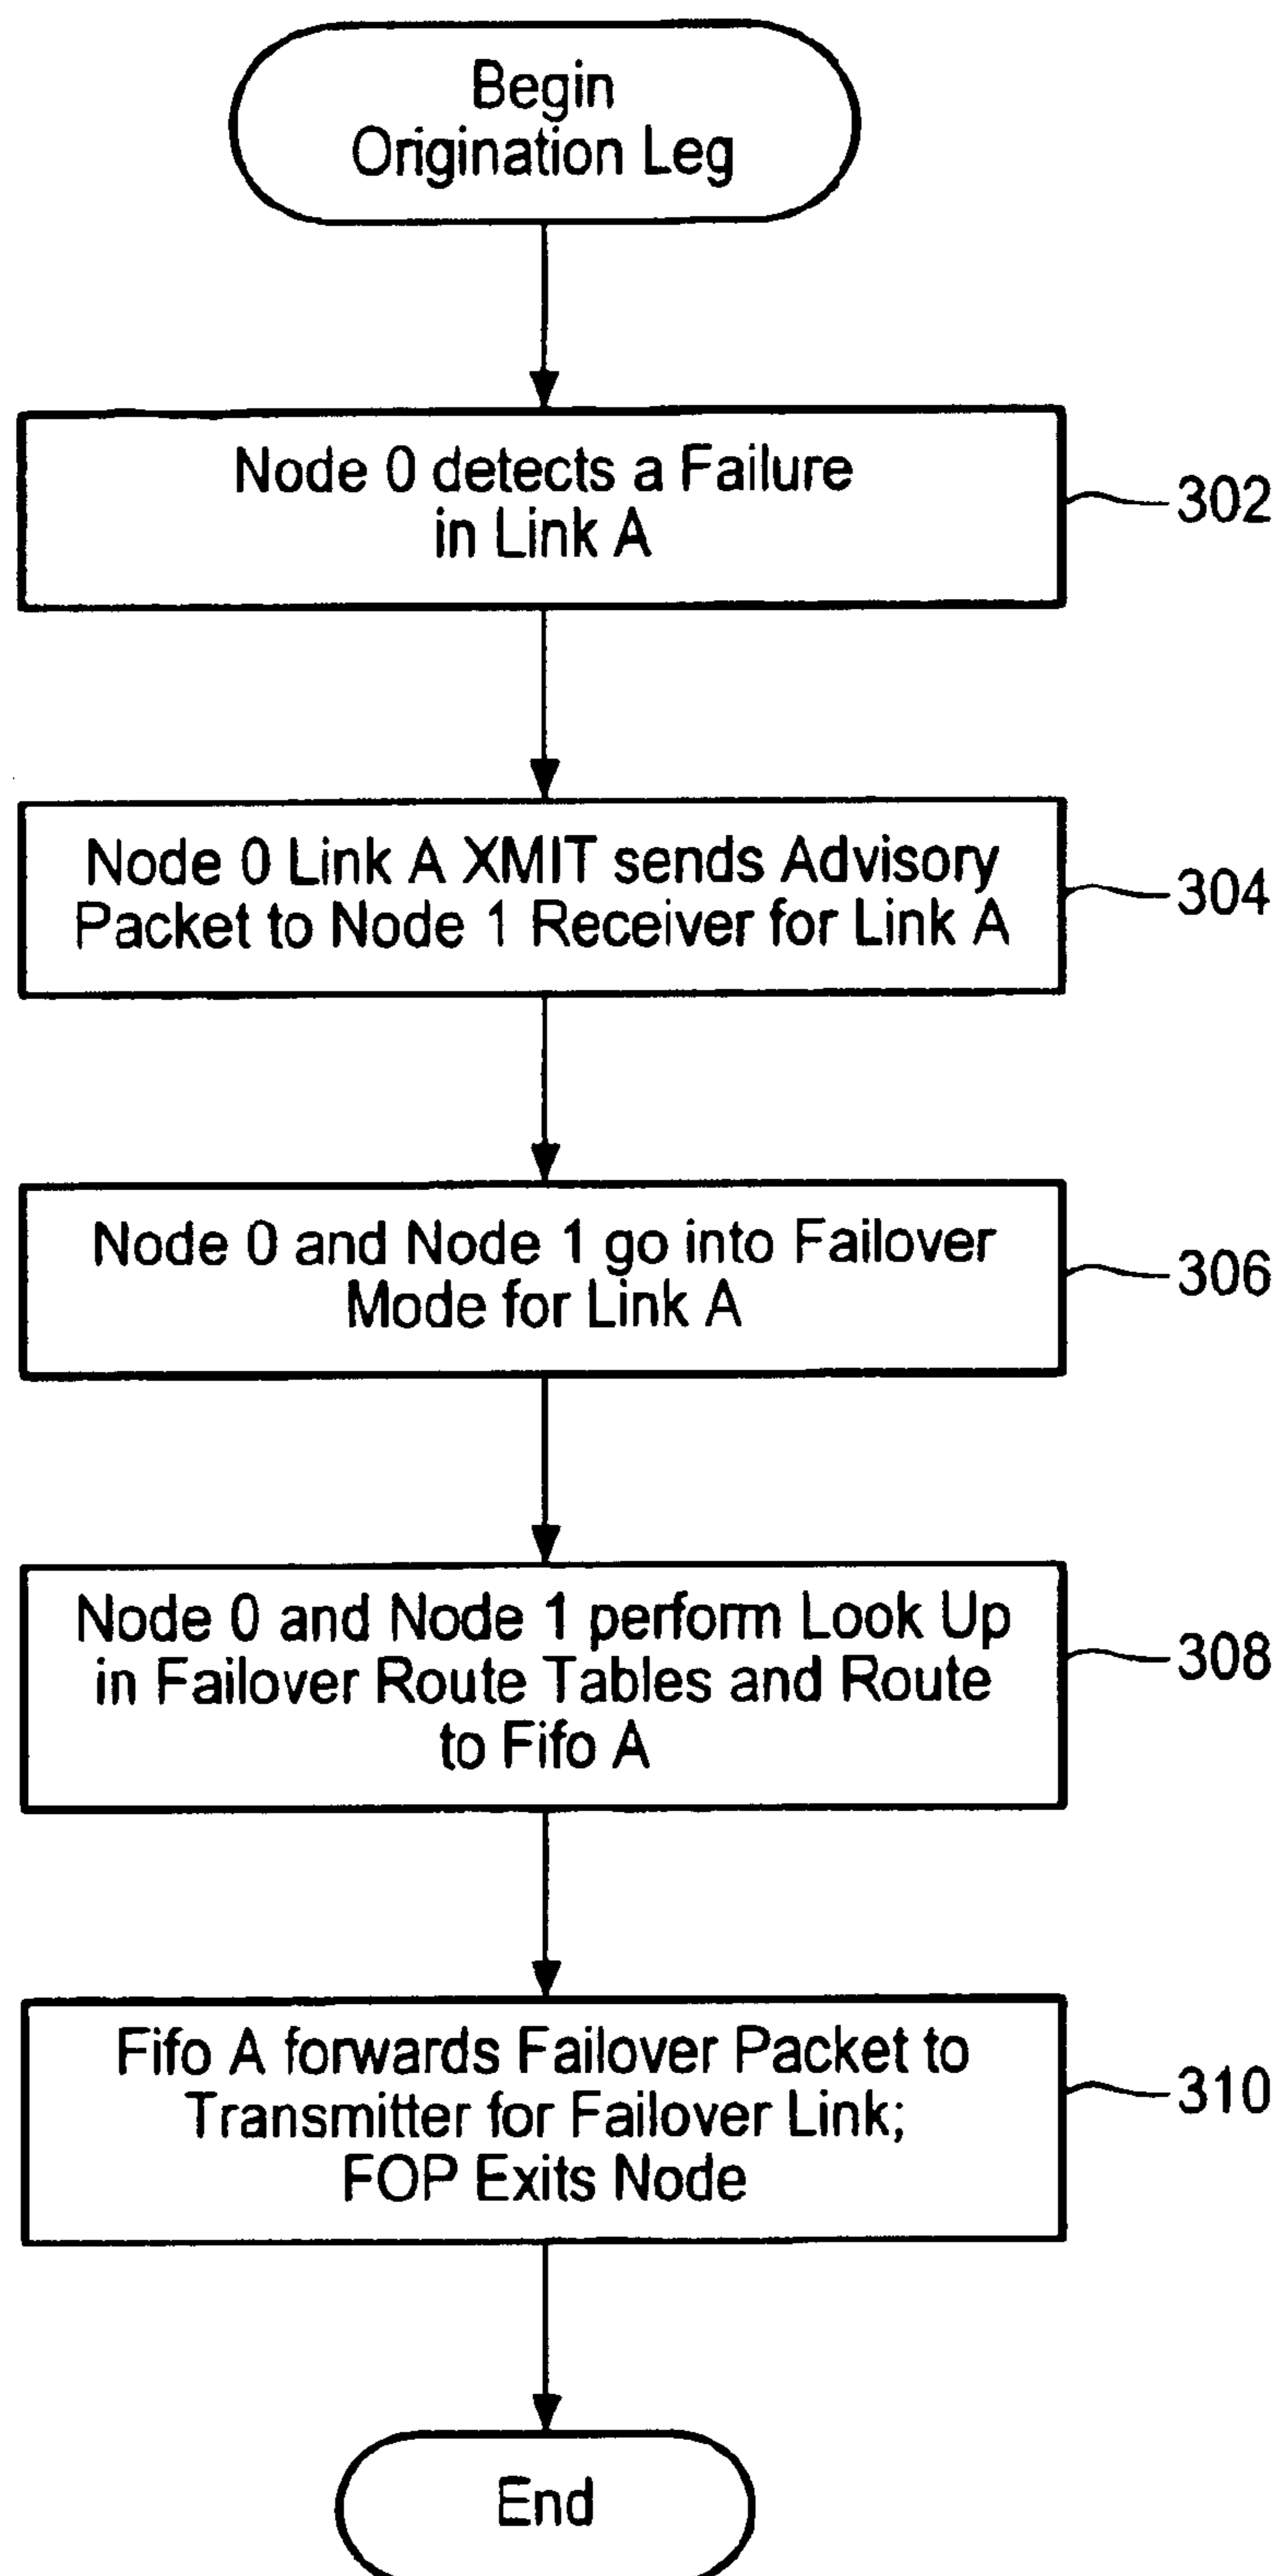 Begin
Origination Leg
Node 0 detects a Failure
in Link A
302
Node 0 Link A XMIT sends Advisory
Packet to Node 1 Receiver for Link A
304
Node 0 and Node 1 go into Failover
Mode for Link A
306
Node 0 and Node 1 perform Look Up
in Failover Route Tables and Route
to Fifo A
308
Fifo A forwards Failover Packet to
Transmitter for Failover Link;
FOP Exits Node
310
End